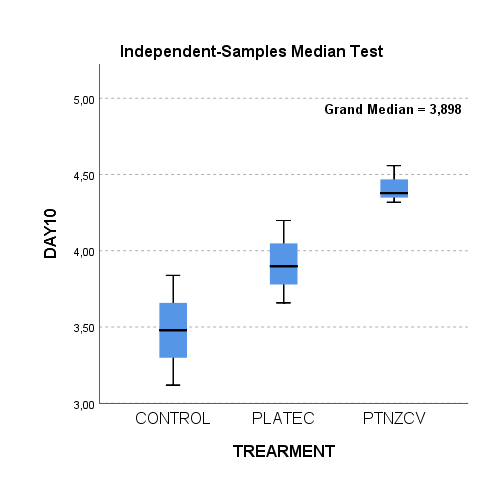 Independent-Samples Median Test
Grand Median = 3,898
5,00
4,50
4,00
3,50
3,00
DAY10
CONTROL PLATEC PTNZCV
TREARMENT